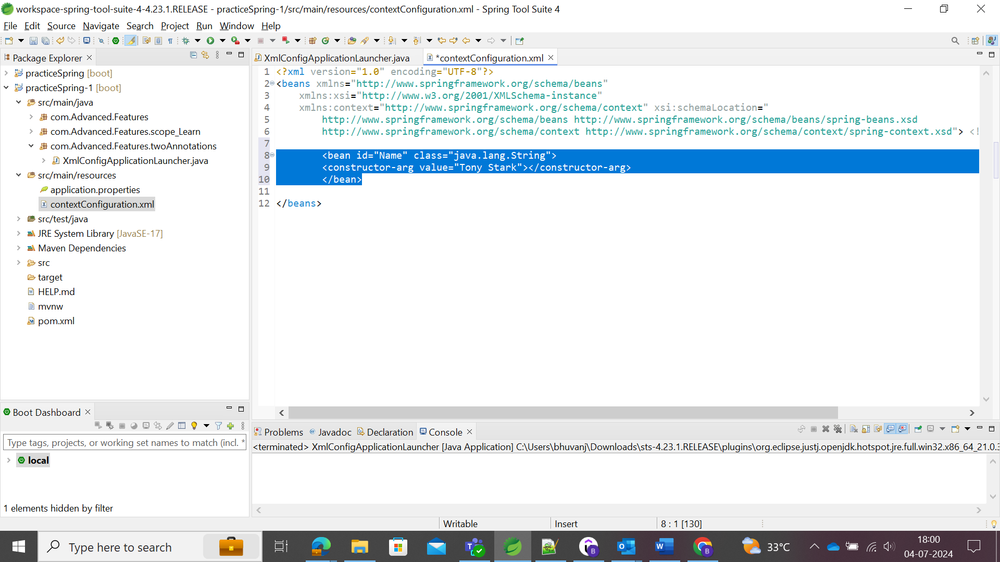 workspace-spring-tool-suite-4-4.23.1.RELEASE - practiceSpring-1/src/main/resources/contextConfiguration.xml - Spring Tool Suite 4
File Edit Source Navigate Search Project Run Window Help
Package Explorer
practiceSpring [boot]
practiceSpring-1 [boot]
src/main/java
com.Advanced.Features
com.Advanced.Features.scope_Learn
com.Advanced.Features.twoAnnotations
XmlConfigApplicationLauncher.java
src/main/resources
application.properties
contextConfiguration.xml
src/test/java
JRE System Library [JavaSE-17]
Maven Dependencies
src
target
HELP.md
mvnw
pom.xml
XmlConfigApplicationLauncher.java *contextConfiguration.xml
1 <?xml version="1.0" encoding="UTF-8"?>
2 <beans xmlns="http://www.springframework.org/schema/beans"
3 xmlns:xsi="http://www.w3.org/2001/XMLSchema-instance"
4 xmlns:context="http://www.springframework.org/schema/context" xsi:schemaLocation="
5 http://www.springframework.org/schema/beans http://www.springframework.org/schema/beans/spring-beans.xsd
6 http://www.springframework.org/schema/context http://www.springframework.org/schema/context/spring-context.xsd"> <!
7
8 <bean id="Name" class="java.lang.String">
9 <constructor-arg value="Tony Stark"></constructor-arg>
10 </bean>
11
12 </beans>
Boot Dashboard
Type tags, projects, or working set names to match (incl. *
local
1 elements hidden by filter
Problems @ Javadoc Declaration Console
<terminated> XmlConfigApplicationLauncher [Java Application] C:\Users\bhuvanj\Downloads\sts-4.23.1.RELEASE\plugins\org.eclipse.justj.openjdk.hotspot.jre.full.win32.x86_64_21.0.3
Writable Insert 8 : 1 [130]
Type here to search
33°C
18:00
04-07-2024